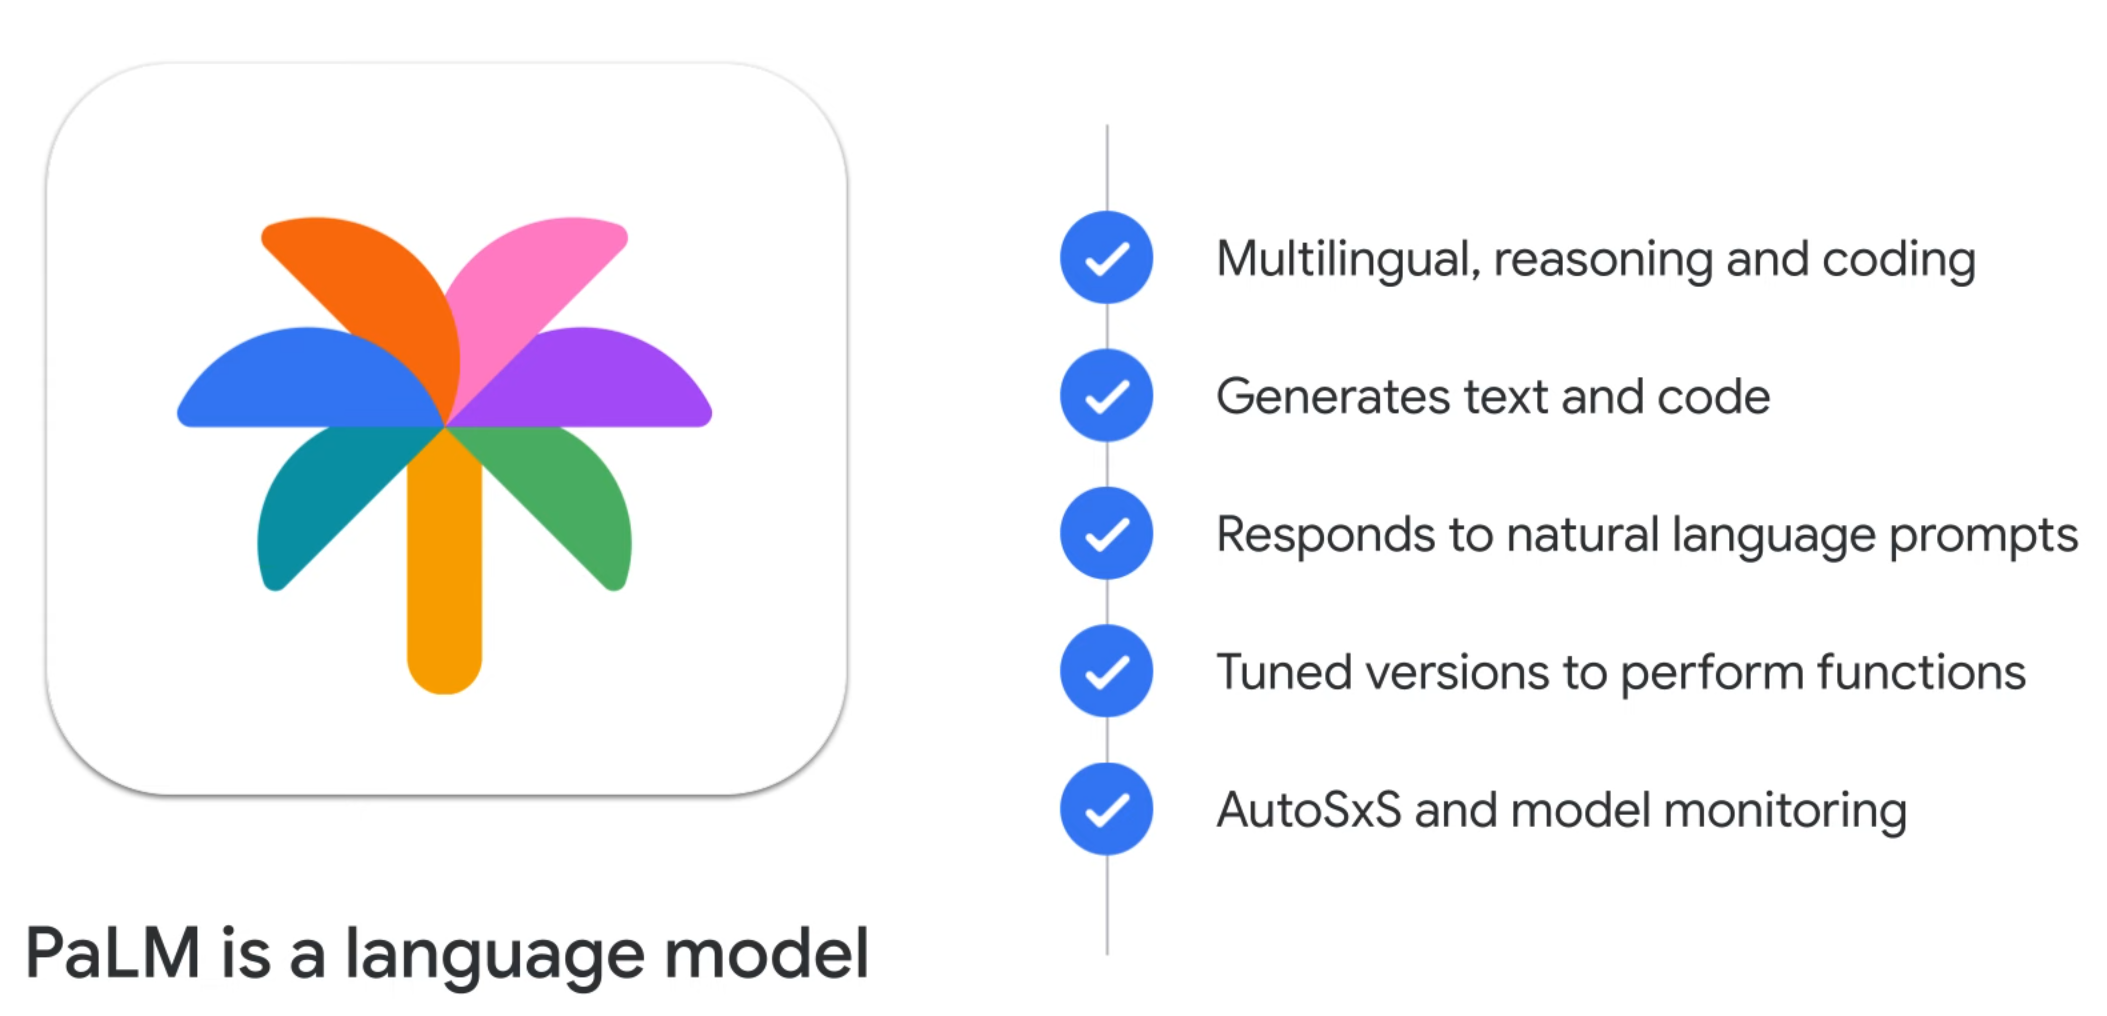 Multilingual, reasoning and coding
Generates text and code
Responds to natural language prompts
Tuned versions to perform functions
AutoSxS and model monitoring
PaLM is a language model